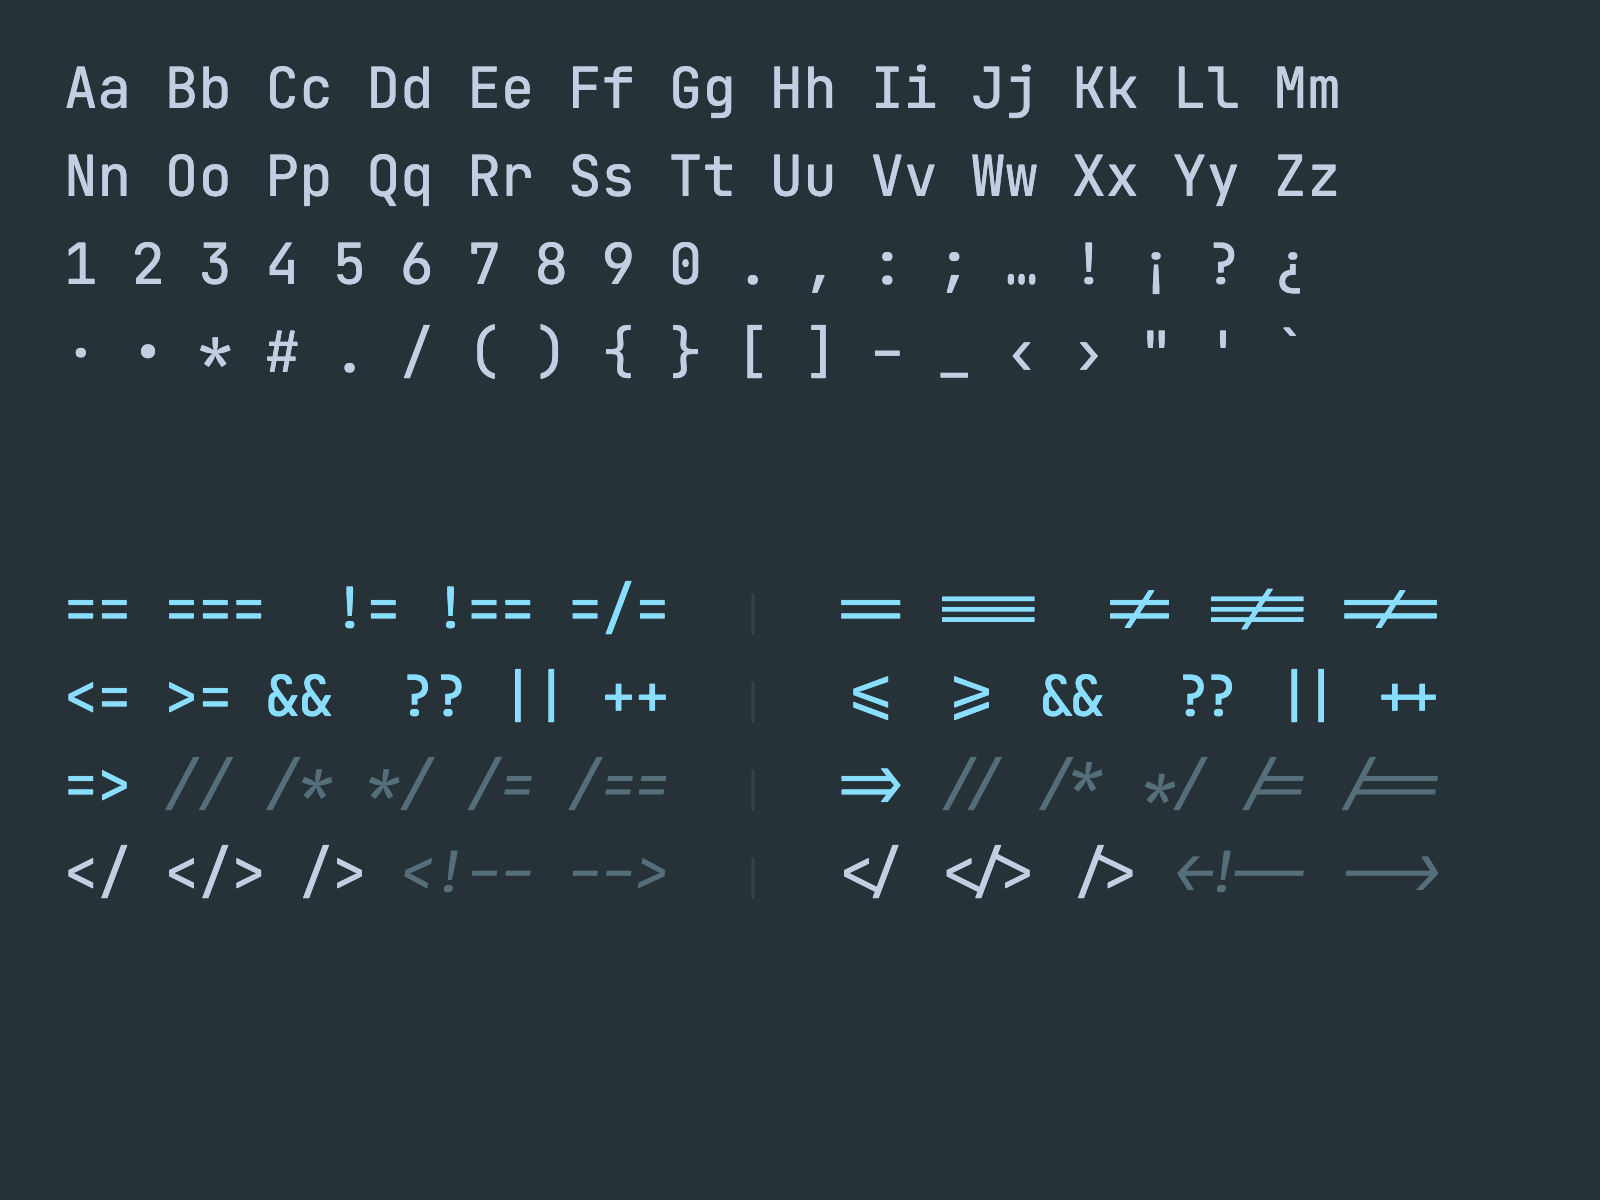 Aa Bb Cc Dd Ee Ff Gg Hh Ii Jj Kk Ll Mm
Nn Oo Pp Qq Rr Ss Tt Uu Vv Ww Xx Yy Zz
1 2 3 4 5 6 7 8 9 0 . , : ; … ! ¡ ? ¿
· • * # . / ( ) { } [ ] - _ ‹ › " ' `
== === != !== =/= | == === != !== =/=
<= >= && ?? || ++ | <= >= && ?? || ++
=> // /* */ /= /== | => // /* */ /= /==
</ </> /> <!-- --> | </ </> /> <!-- -->